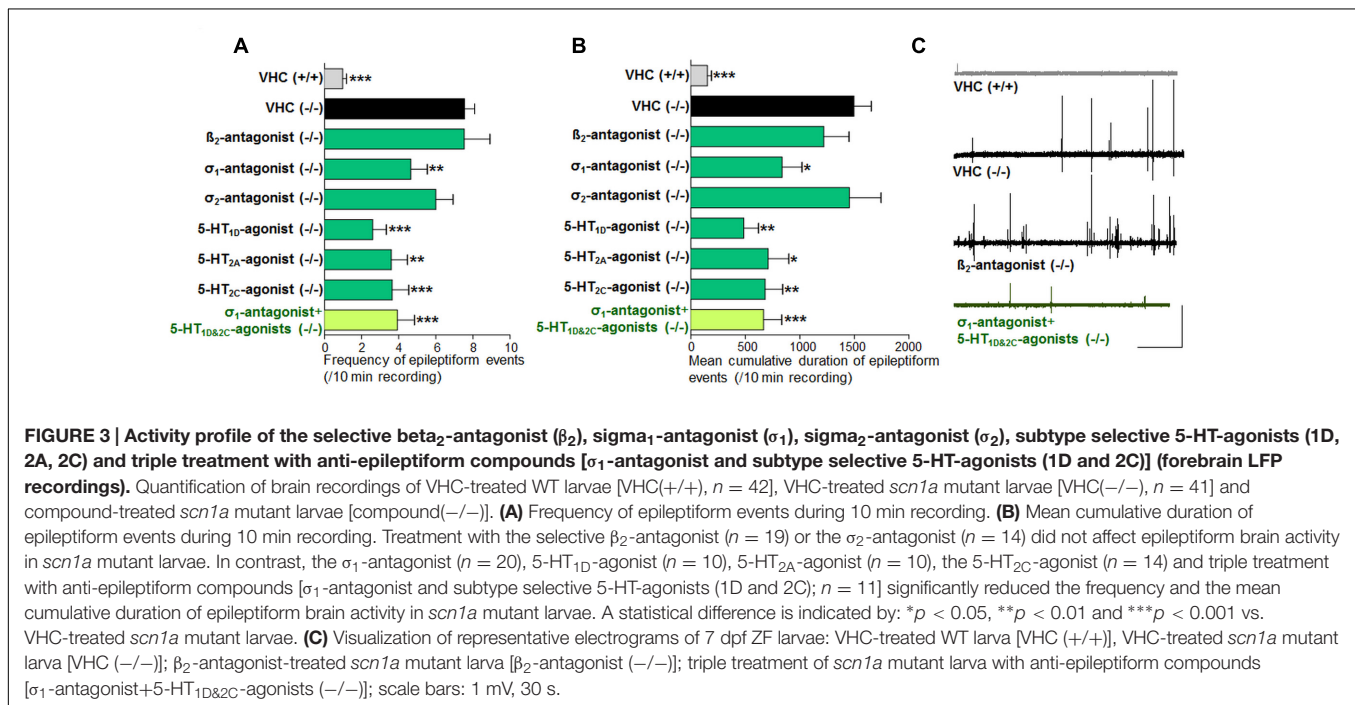 A
VHC (+/+)
***
VHC (-/-)
ß₂-antagonist (-/-)
σ₁-antagonist (-/-)
**
σ₂-antagonist (-/-)
5-HT₁D-agonist (-/-)
***
5-HT₂A-agonist (-/-)
**
5-HT₂C-agonist (-/-)
***
σ₁-antagonist+
5-HT₁D&₂C-agonists (-/-)
***
0 2 4 6 8 10
Frequency of epileptiform events
(/10 min recording)
B
VHC (+/+)
***
VHC (-/-)
ß₂-antagonist (-/-)
σ₁-antagonist (-/-)
*
σ₂-antagonist (-/-)
5-HT₁D-agonist (-/-)
**
5-HT₂A-agonist (-/-)
*
5-HT₂C-agonist (-/-)
**
σ₁-antagonist+
5-HT₁D&₂C-agonists (-/-)
***
0 500 1000 1500 2000
Mean cumulative duration of epileptiform
events (/10 min recording)
C
VHC (+/+)
VHC (-/-)
ß₂-antagonist (-/-)
σ₁-antagonist+
5-HT₁D&₂C-agonists (-/-)
FIGURE 3 | Activity profile of the selective beta₂-antagonist (β₂), sigma₁-antagonist (σ₁), sigma₂-antagonist (σ₂), subtype selective 5-HT-agonists (1D,
2A, 2C) and triple treatment with anti-epileptiform compounds [σ₁-antagonist and subtype selective 5-HT-agonists (1D and 2C)] (forebrain LFP
recordings). Quantification of brain recordings of VHC-treated WT larvae [VHC(+/+), n = 42], VHC-treated scn1a mutant larvae [VHC(−/−), n = 41] and
compound-treated scn1a mutant larvae [compound(−/−)]. (A) Frequency of epileptiform events during 10 min recording. (B) Mean cumulative duration of
epileptiform events during 10 min recording. Treatment with the selective β₂-antagonist (n = 19) or the σ₂-antagonist (n = 14) did not affect epileptiform brain activity
in scn1a mutant larvae. In contrast, the σ₁-antagonist (n = 20), 5-HT₁D-agonist (n = 10), 5-HT₂A-agonist (n = 10), the 5-HT₂C-agonist (n = 14) and triple treatment
with anti-epileptiform compounds [σ₁-antagonist and subtype selective 5-HT-agonists (1D and 2C); n = 11] significantly reduced the frequency and the mean
cumulative duration of epileptiform brain activity in scn1a mutant larvae. A statistical difference is indicated by: *p < 0.05, **p < 0.01 and ***p < 0.001 vs.
VHC-treated scn1a mutant larvae. (C) Visualization of representative electrograms of 7 dpf ZF larvae: VHC-treated WT larva [VHC (+/+)], VHC-treated scn1a mutant
larva [VHC (−/−)]; β₂-antagonist-treated scn1a mutant larva [β₂-antagonist (−/−)]; triple treatment of scn1a mutant larva with anti-epileptiform compounds
[σ₁-antagonist+5-HT₁D&₂C-agonists (−/−)]; scale bars: 1 mV, 30 s.